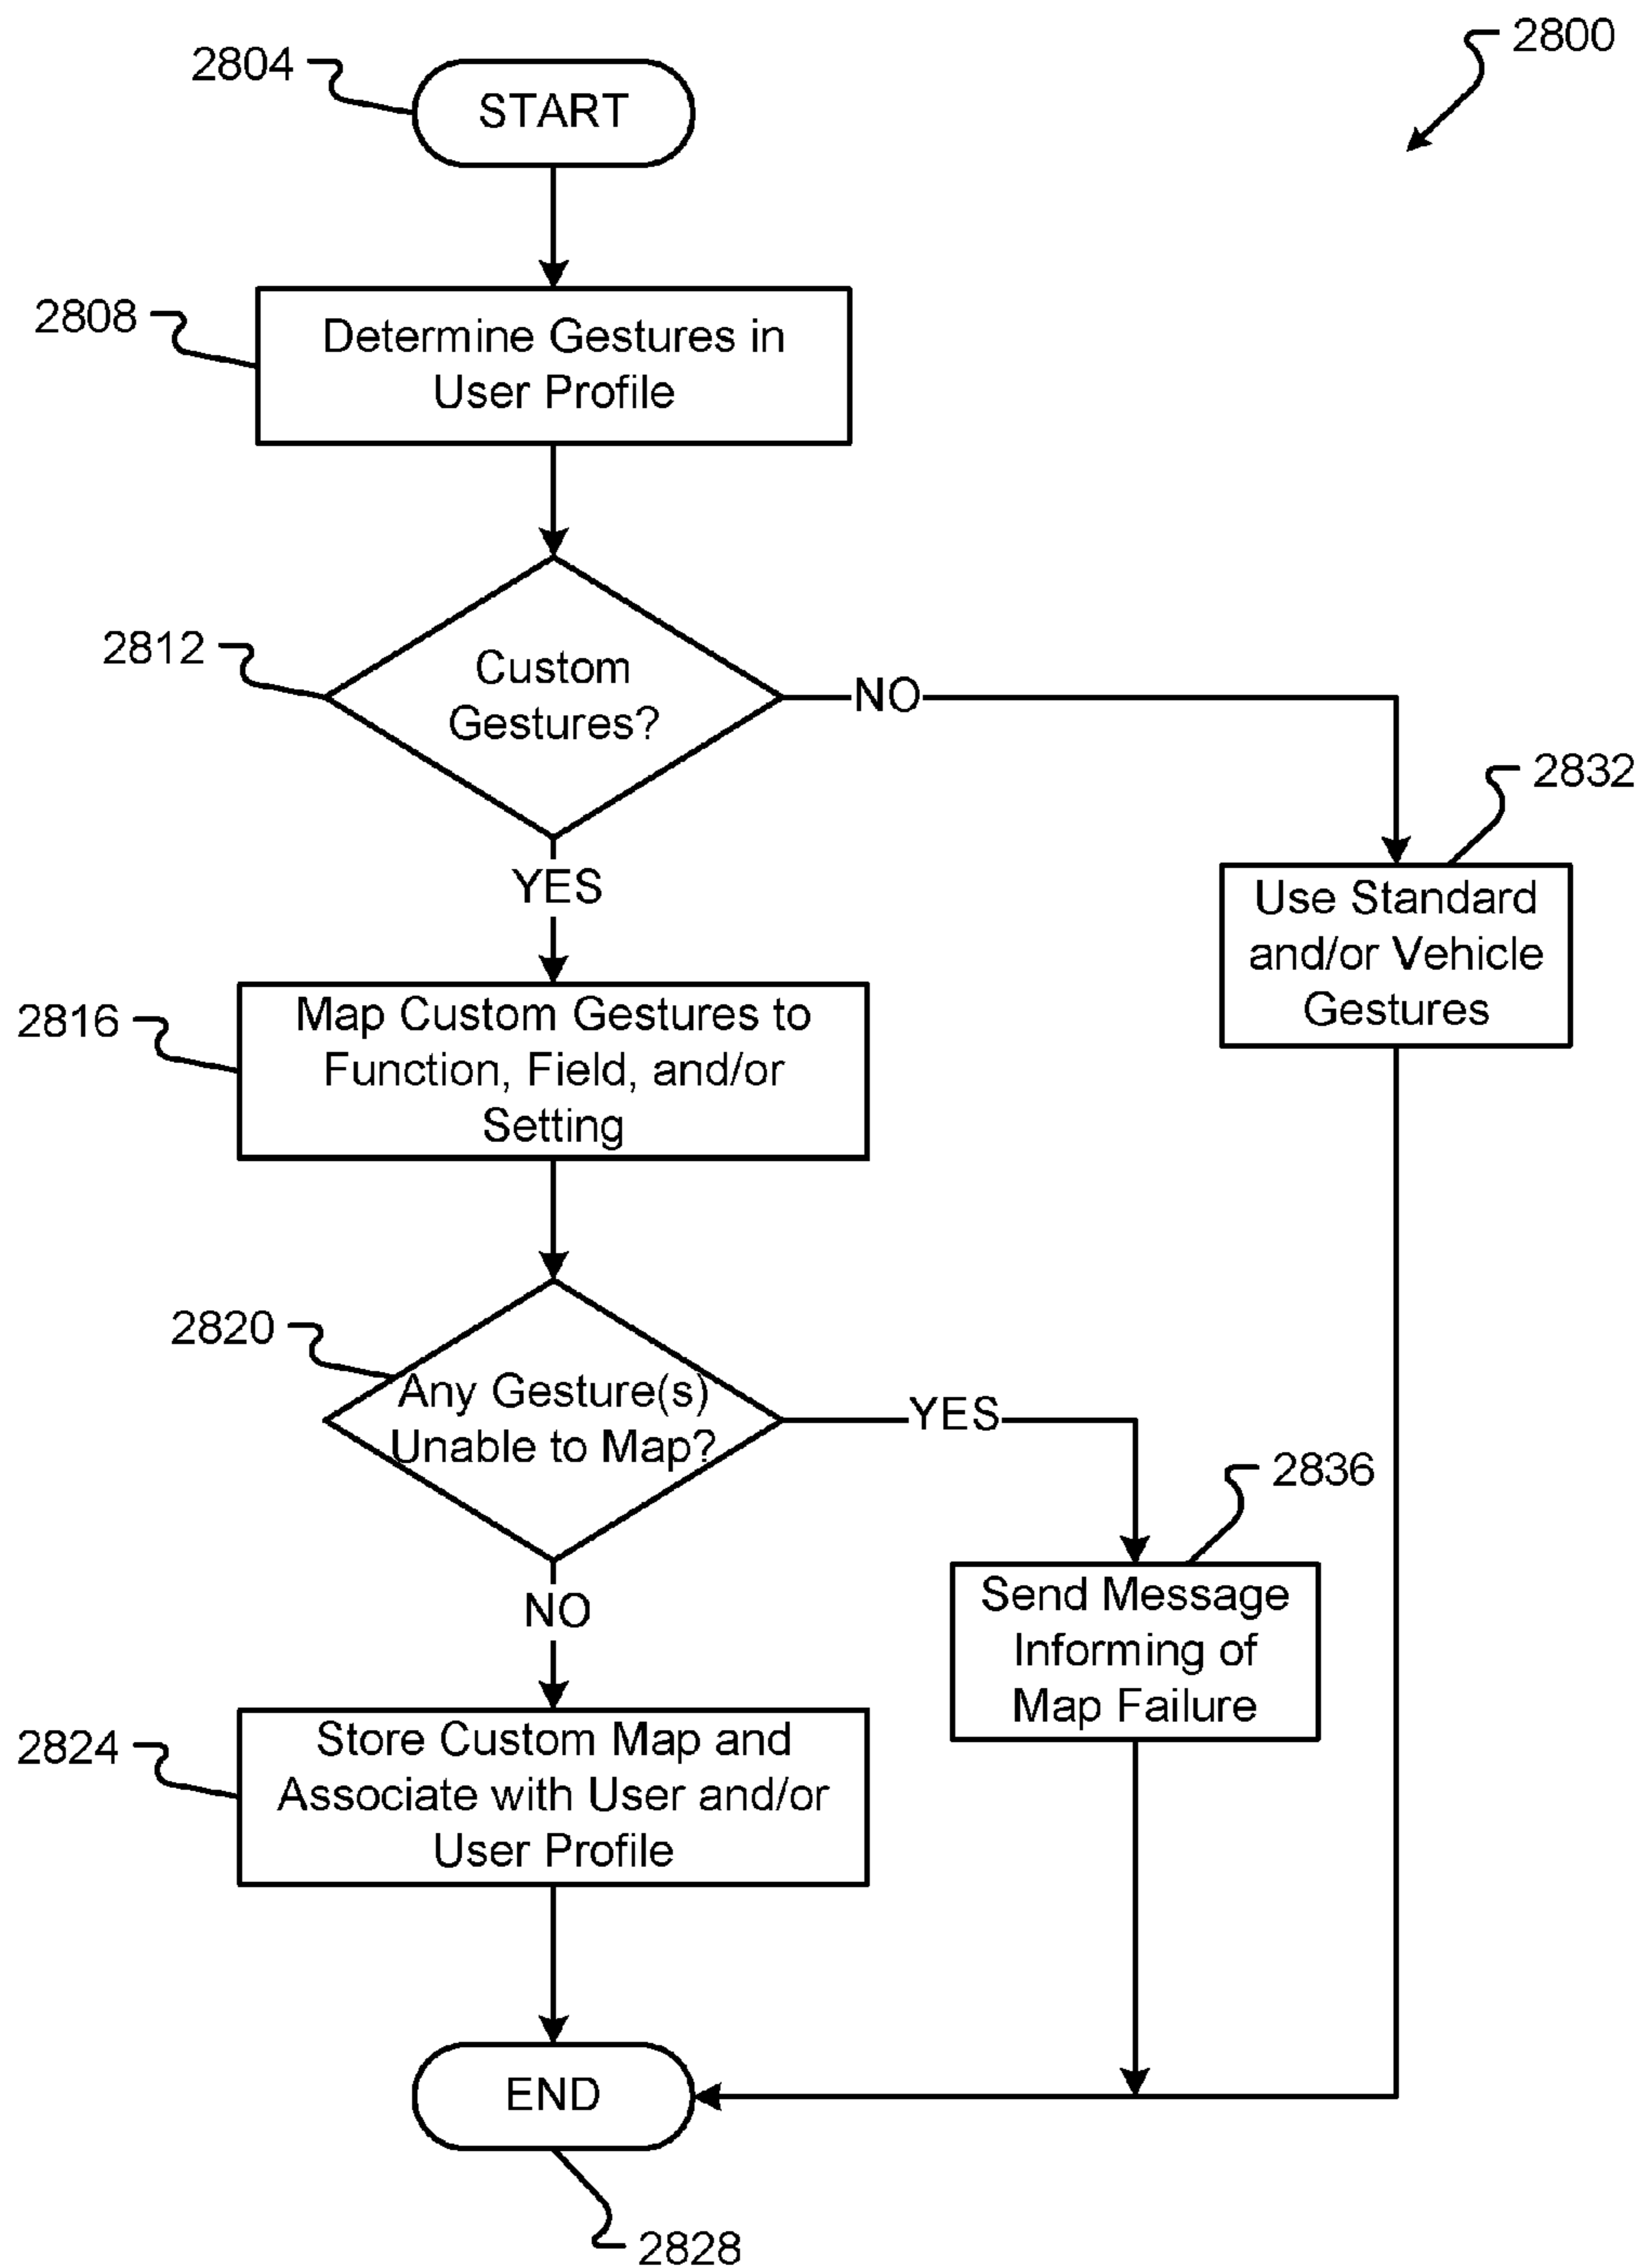 2800
2804
START
2808
Determine Gestures in
User Profile
2812
Custom
Gestures?
NO
2832
Use Standard
and/or Vehicle
Gestures
YES
2816
Map Custom Gestures to
Function, Field, and/or
Setting
2820
Any Gesture(s)
Unable to Map?
YES
2836
Send Message
Informing of
Map Failure
NO
2824
Store Custom Map and
Associate with User and/or
User Profile
END
2828